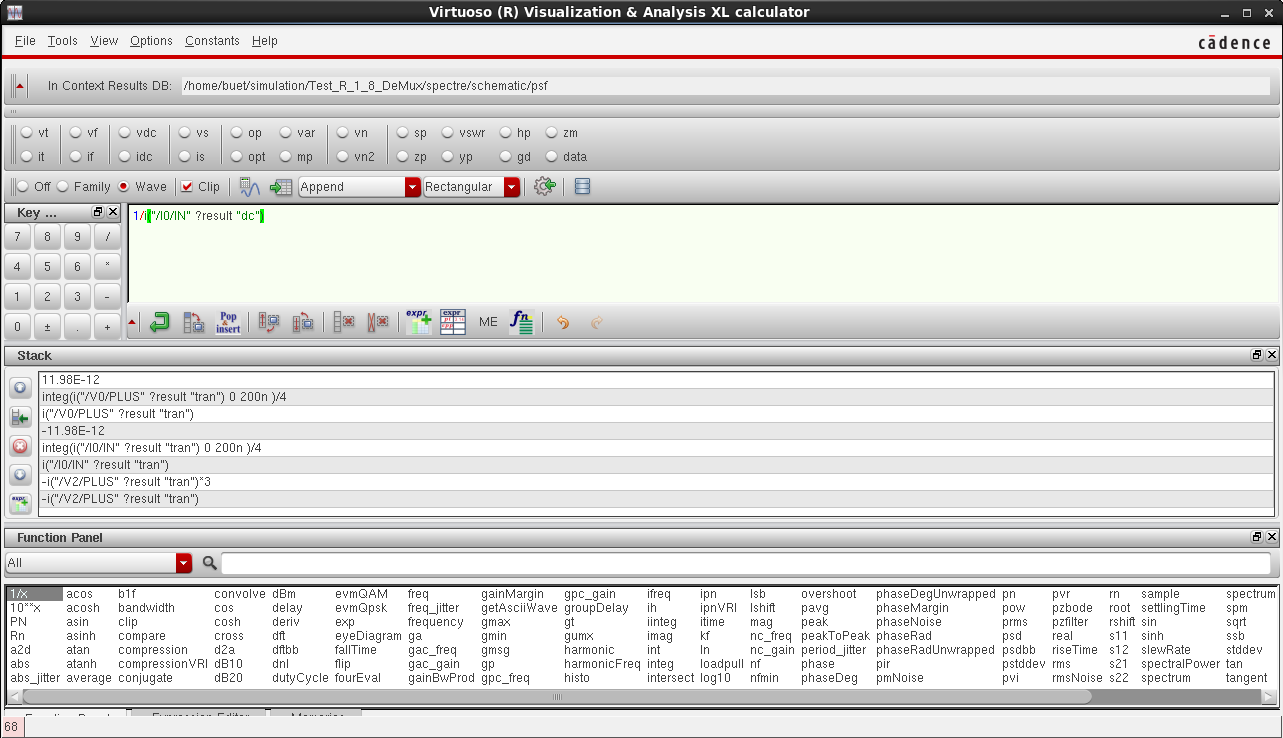 Virtuoso (R) Visualization & Analysis XL calculator
File Tools View Options Constants Help
cādence
In Context Results DB: /home/buet/simulation/Test_R_1_8_DeMux/spectre/schematic/psf
vt vf vdc vs op var vn sp vswr hp zm
it if idc is opt mp vn2 zp yp gd data
Off Family Wave Clip Append Rectangular
Key ...
1/i("/I0/IN" ?result "dc")
7 8 9 /
4 5 6 *
1 2 3 -
0 ± . +
Pop & insert expr expr ME fn
Stack
11.98E-12
integ(i("/V0/PLUS" ?result "tran") 0 200n )/4
i("/V0/PLUS" ?result "tran")
-11.98E-12
integ(i("/I0/IN" ?result "tran") 0 200n )/4
i("/I0/IN" ?result "tran")
-i("/V2/PLUS" ?result "tran")*3
-i("/V2/PLUS" ?result "tran")
expr
Function Panel
All
1/x acos b1f convolve dBm evmQAM freq gainMargin gpc_gain ifreq ipn lsb overshoot phaseDegUnwrapped pn pvr rn sample spectrum
10**x acosh bandwidth cos delay evmQpsk freq_jitter getAsciiWave groupDelay ih ipnVRI lshift pavg phaseMargin pow pzbode root settlingTime spm
PN asin clip cosh deriv exp frequency gmax gt iinteg itime mag peak phaseNoise prms pzfilter rshift sin sqrt
Rn asinh compare cross dft eyeDiagram ga gmin gumx imag kf nc_freq peakToPeak phaseRad psd real s11 sinh ssb
a2d atan compression d2a dftbb fallTime gac_freq gmsg harmonic int ln nc_gain period_jitter phaseRadUnwrapped psdbb riseTime s12 slewRate stddev
abs atanh compressionVRI dB10 dnl flip gac_gain gp harmonicFreq integ loadpull nf phase pir pstddev rms s21 spectralPower tan
abs_jitter average conjugate dB20 dutyCycle fourEval gainBwProd gpc_freq histo intersect log10 nfmin phaseDeg pmNoise pvi rmsNoise s22 spectrum tangent
68